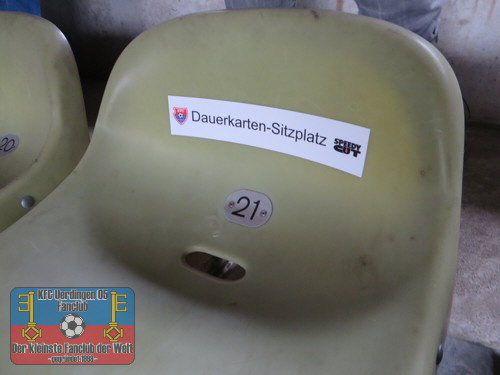 Dauerkarten-Sitzplatz
SPEEDY
CUT
20
21
KFC Uerdingen 05
Fanclub
Der kleinste Fanclub der Welt